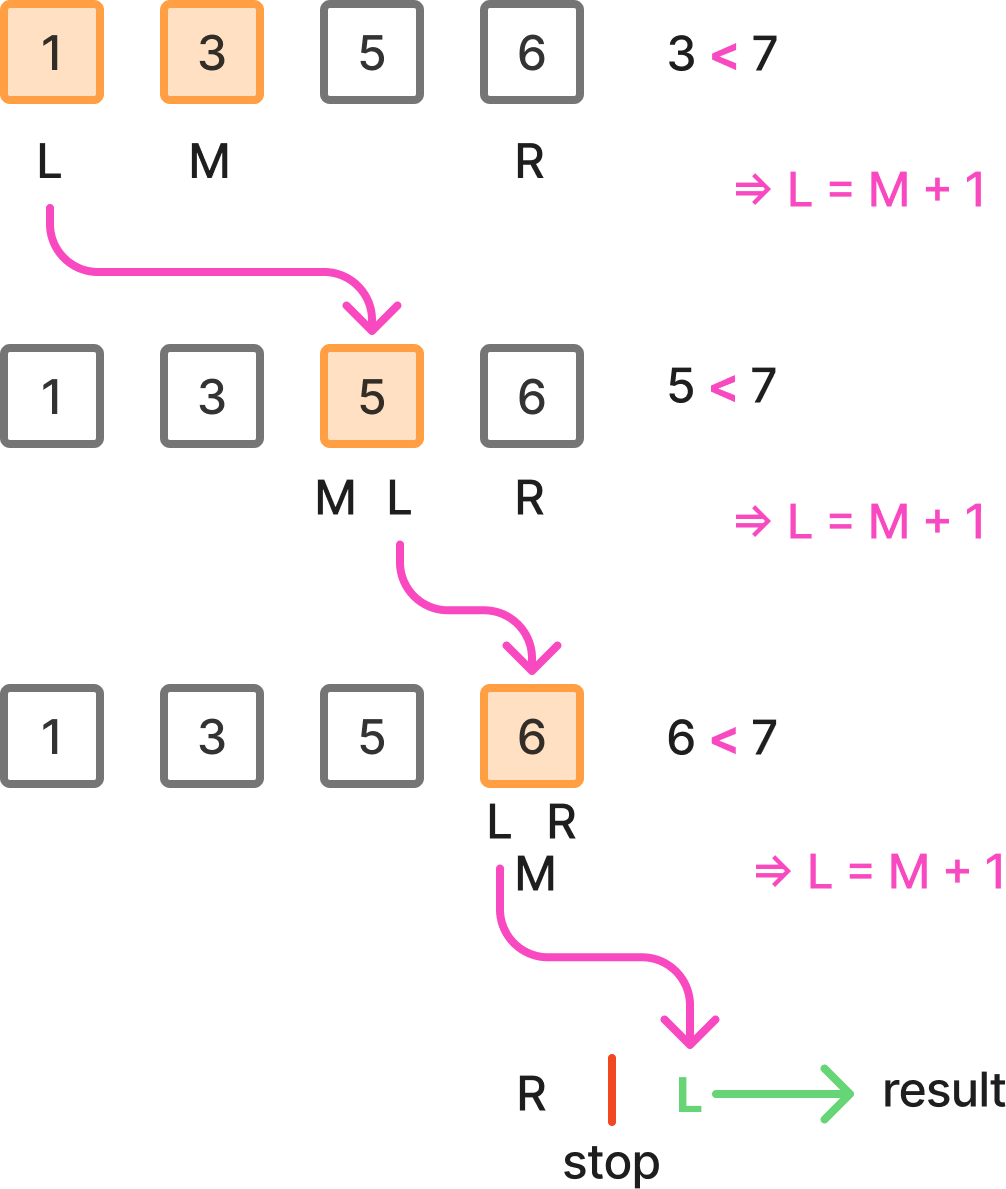 1 3 5 6 3 < 7
L M R
⇒ L = M + 1
1 3 5 6 5 < 7
M L R
⇒ L = M + 1
1 3 5 6 6 < 7
L R
M
⇒ L = M + 1
R L result
stop